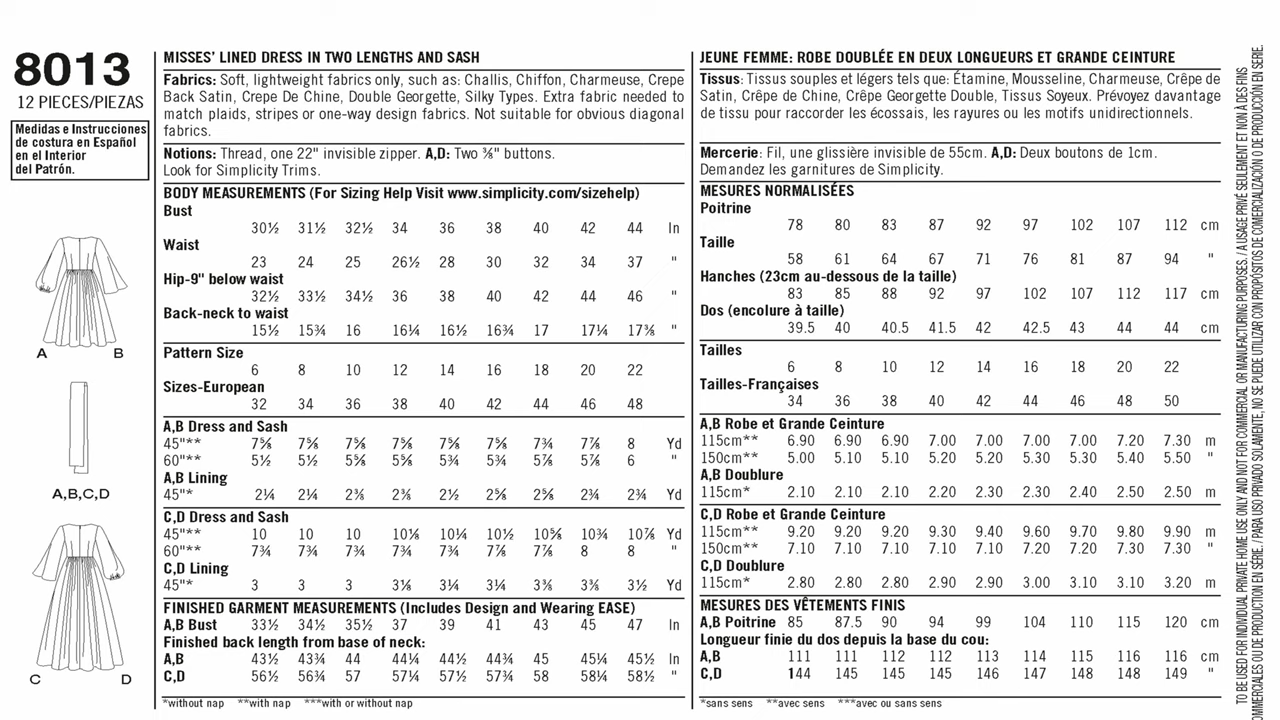 8013
12 PIECES/PIEZAS
Medidas e Instrucciones
de costura en Español
en el Interior
del Patrón.
A B
A,B,C,D
C D
MISSES' LINED DRESS IN TWO LENGTHS AND SASH
Fabrics: Soft, lightweight fabrics only, such as: Challis, Chiffon, Charmeuse, Crepe
Back Satin, Crepe De Chine, Double Georgette, Silky Types. Extra fabric needed to
match plaids, stripes or one-way design fabrics. Not suitable for obvious diagonal
fabrics.
Notions: Thread, one 22" invisible zipper. A,D: Two ⅜" buttons.
Look for Simplicity Trims.
BODY MEASUREMENTS (For Sizing Help Visit www.simplicity.com/sizehelp)
Bust
30½ 31½ 32½ 34 36 38 40 42 44 In
Waist
23 24 25 26½ 28 30 32 34 37 "
Hip-9" below waist
32½ 33½ 34½ 36 38 40 42 44 46 "
Back-neck to waist
15½ 15¾ 16 16¼ 16½ 16¾ 17 17¼ 17⅜ "
Pattern Size
6 8 10 12 14 16 18 20 22
Sizes-European
32 34 36 38 40 42 44 46 48
A,B Dress and Sash
45"** 7⅝ 7⅝ 7⅝ 7⅝ 7⅝ 7⅝ 7¾ 7⅞ 8 Yd
60"** 5½ 5½ 5⅝ 5⅝ 5¾ 5¾ 5⅞ 5⅞ 6 "
A,B Lining
45"* 2¼ 2¼ 2⅜ 2⅜ 2½ 2⅝ 2⅝ 2¾ 2¾ Yd
C,D Dress and Sash
45"** 10 10 10 10⅛ 10¼ 10½ 10⅝ 10¾ 10⅞ Yd
60"** 7¾ 7¾ 7¾ 7¾ 7¾ 7⅞ 7⅞ 8 8 "
C,D Lining
45"* 3 3 3 3⅛ 3¼ 3¼ 3⅜ 3⅜ 3½ Yd
FINISHED GARMENT MEASUREMENTS (Includes Design and Wearing EASE)
A,B Bust 33½ 34½ 35½ 37 39 41 43 45 47 In
Finished back length from base of neck:
A,B 43½ 43¾ 44 44¼ 44½ 44¾ 45 45¼ 45½ In
C,D 56½ 56¾ 57 57¼ 57½ 57¾ 58 58¼ 58½ "
*without nap **with nap ***with or without nap
JEUNE FEMME: ROBE DOUBLÉE EN DEUX LONGUEURS ET GRANDE CEINTURE
Tissus: Tissus souples et légers tels que: Étamine, Mousseline, Charmeuse, Crêpe de
Satin, Crêpe de Chine, Crêpe Georgette Double, Tissus Soyeux. Prévoyez davantage
de tissu pour raccorder les écossais, les rayures ou les motifs unidirectionnels.
Mercerie: Fil, une glissière invisible de 55cm. A,D: Deux boutons de 1cm.
Demandez les garnitures de Simplicity.
MESURES NORMALISÉES
Poitrine
78 80 83 87 92 97 102 107 112 cm
Taille
58 61 64 67 71 76 81 87 94 "
Hanches (23cm au-dessous de la taille)
83 85 88 92 97 102 107 112 117 cm
Dos (encolure à taille)
39.5 40 40.5 41.5 42 42.5 43 44 44 cm
Tailles
6 8 10 12 14 16 18 20 22
Tailles-Françaises
34 36 38 40 42 44 46 48 50
A,B Robe et Grande Ceinture
115cm** 6.90 6.90 6.90 7.00 7.00 7.00 7.00 7.20 7.30 m
150cm** 5.00 5.10 5.10 5.20 5.20 5.30 5.30 5.40 5.50 "
A,B Doublure
115cm* 2.10 2.10 2.10 2.20 2.30 2.30 2.40 2.50 2.50 m
C,D Robe et Grande Ceinture
115cm** 9.20 9.20 9.20 9.30 9.40 9.60 9.70 9.80 9.90 m
150cm** 7.10 7.10 7.10 7.10 7.10 7.20 7.20 7.30 7.30 "
C,D Doublure
115cm* 2.80 2.80 2.80 2.90 2.90 3.00 3.10 3.10 3.20 m
MESURES DES VÊTEMENTS FINIS
A,B Poitrine 85 87.5 90 94 99 104 110 115 120 cm
Longueur finie du dos depuis la base du cou:
A,B 111 111 112 112 113 114 115 116 116 cm
C,D 144 145 145 145 146 147 148 148 149 "
*sans sens **avec sens ***avec ou sans sens
TO BE USED FOR INDIVIDUAL PRIVATE HOME USE ONLY AND NOT FOR COMMERCIAL OR MANUFACTURING PURPOSES. / A USAGE PRIVÉ SEULEMENT ET NON À DES FINS
COMMERCIALES OU DE PRODUCTION EN SÉRIE. / PARA USO PRIVADO SOLAMENTE, NO SE PUEDE UTILIZAR CON PROPÓSITOS DE COMERCIALIZACIÓN O DE PRODUCCIÓN EN SERIE.